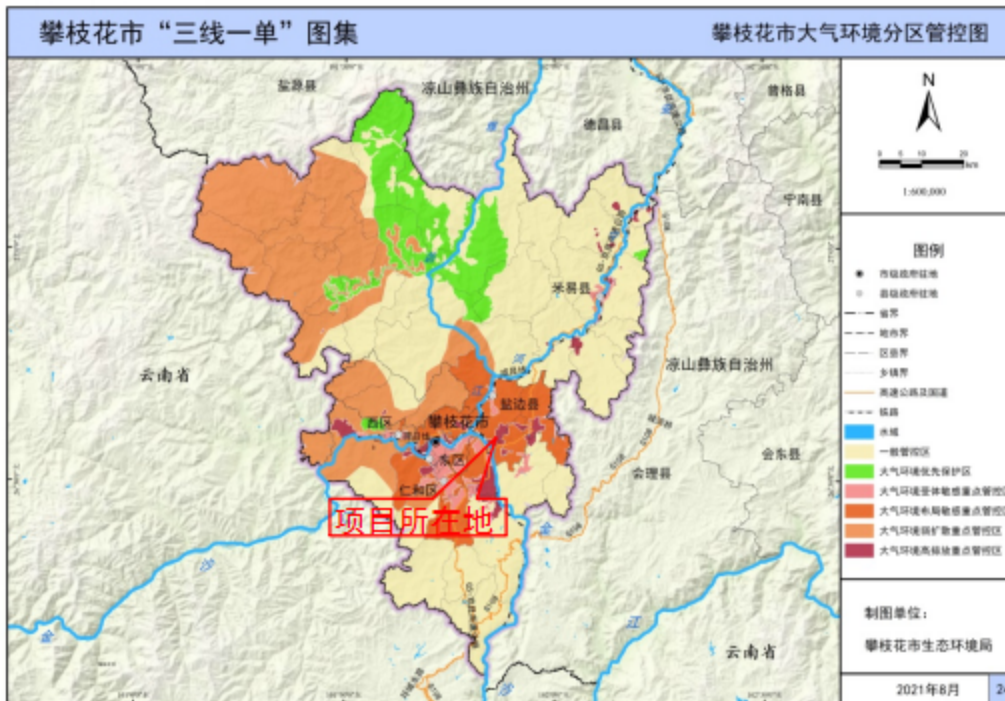 攀枝花市“三线一单”图集
攀枝花市大气环境分区管控图
盐源县
凉山彝族自治州
德昌县
普格县
宁南县
米易县
凉山彝族自治州
云南省
盐边县
西区
攀枝花市
东区
仁和区
会理县
会东县
项目所在地
金
沙
金
江
云南省
N
0 5 10 20
km
1:600,000
图例
市级政府驻地
县级政府驻地
省界
地市界
区县界
乡镇界
高速公路及国道
铁路
水域
一般管控区
大气环境优先保护区
大气环境受体敏感重点管控区
大气环境布局敏感重点管控区
大气环境弱扩散重点管控区
大气环境高排放重点管控区
制图单位：
攀枝花市生态环境局
2021年8月